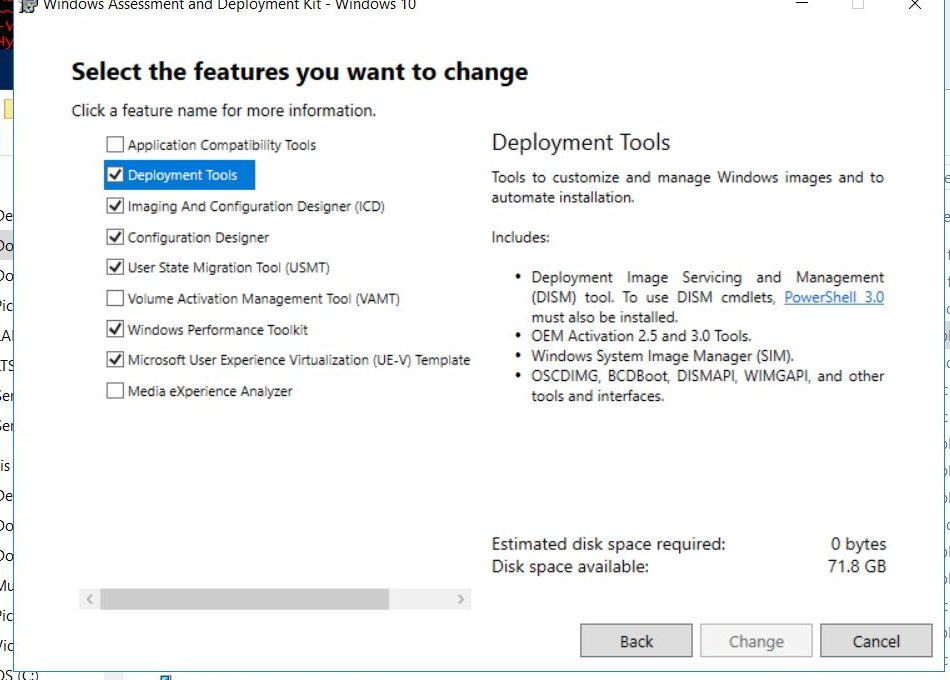 Windows Assessment and Deployment Kit - Windows 10
Select the features you want to change
Click a feature name for more information.
Application Compatibility Tools
Deployment Tools
Imaging And Configuration Designer (ICD)
Configuration Designer
User State Migration Tool (USMT)
Volume Activation Management Tool (VAMT)
Windows Performance Toolkit
Microsoft User Experience Virtualization (UE-V) Template
Media eXperience Analyzer
Deployment Tools
Tools to customize and manage Windows images and to
automate installation.
Includes:
• Deployment Image Servicing and Management
(DISM) tool. To use DISM cmdlets, PowerShell 3.0
must also be installed.
• OEM Activation 2.5 and 3.0 Tools.
• Windows System Image Manager (SIM).
• OSCDIMG, BCDBoot, DISMAPI, WIMGAPI, and other
tools and interfaces.
Estimated disk space required: 0 bytes
Disk space available: 71.8 GB
Back
Change
Cancel